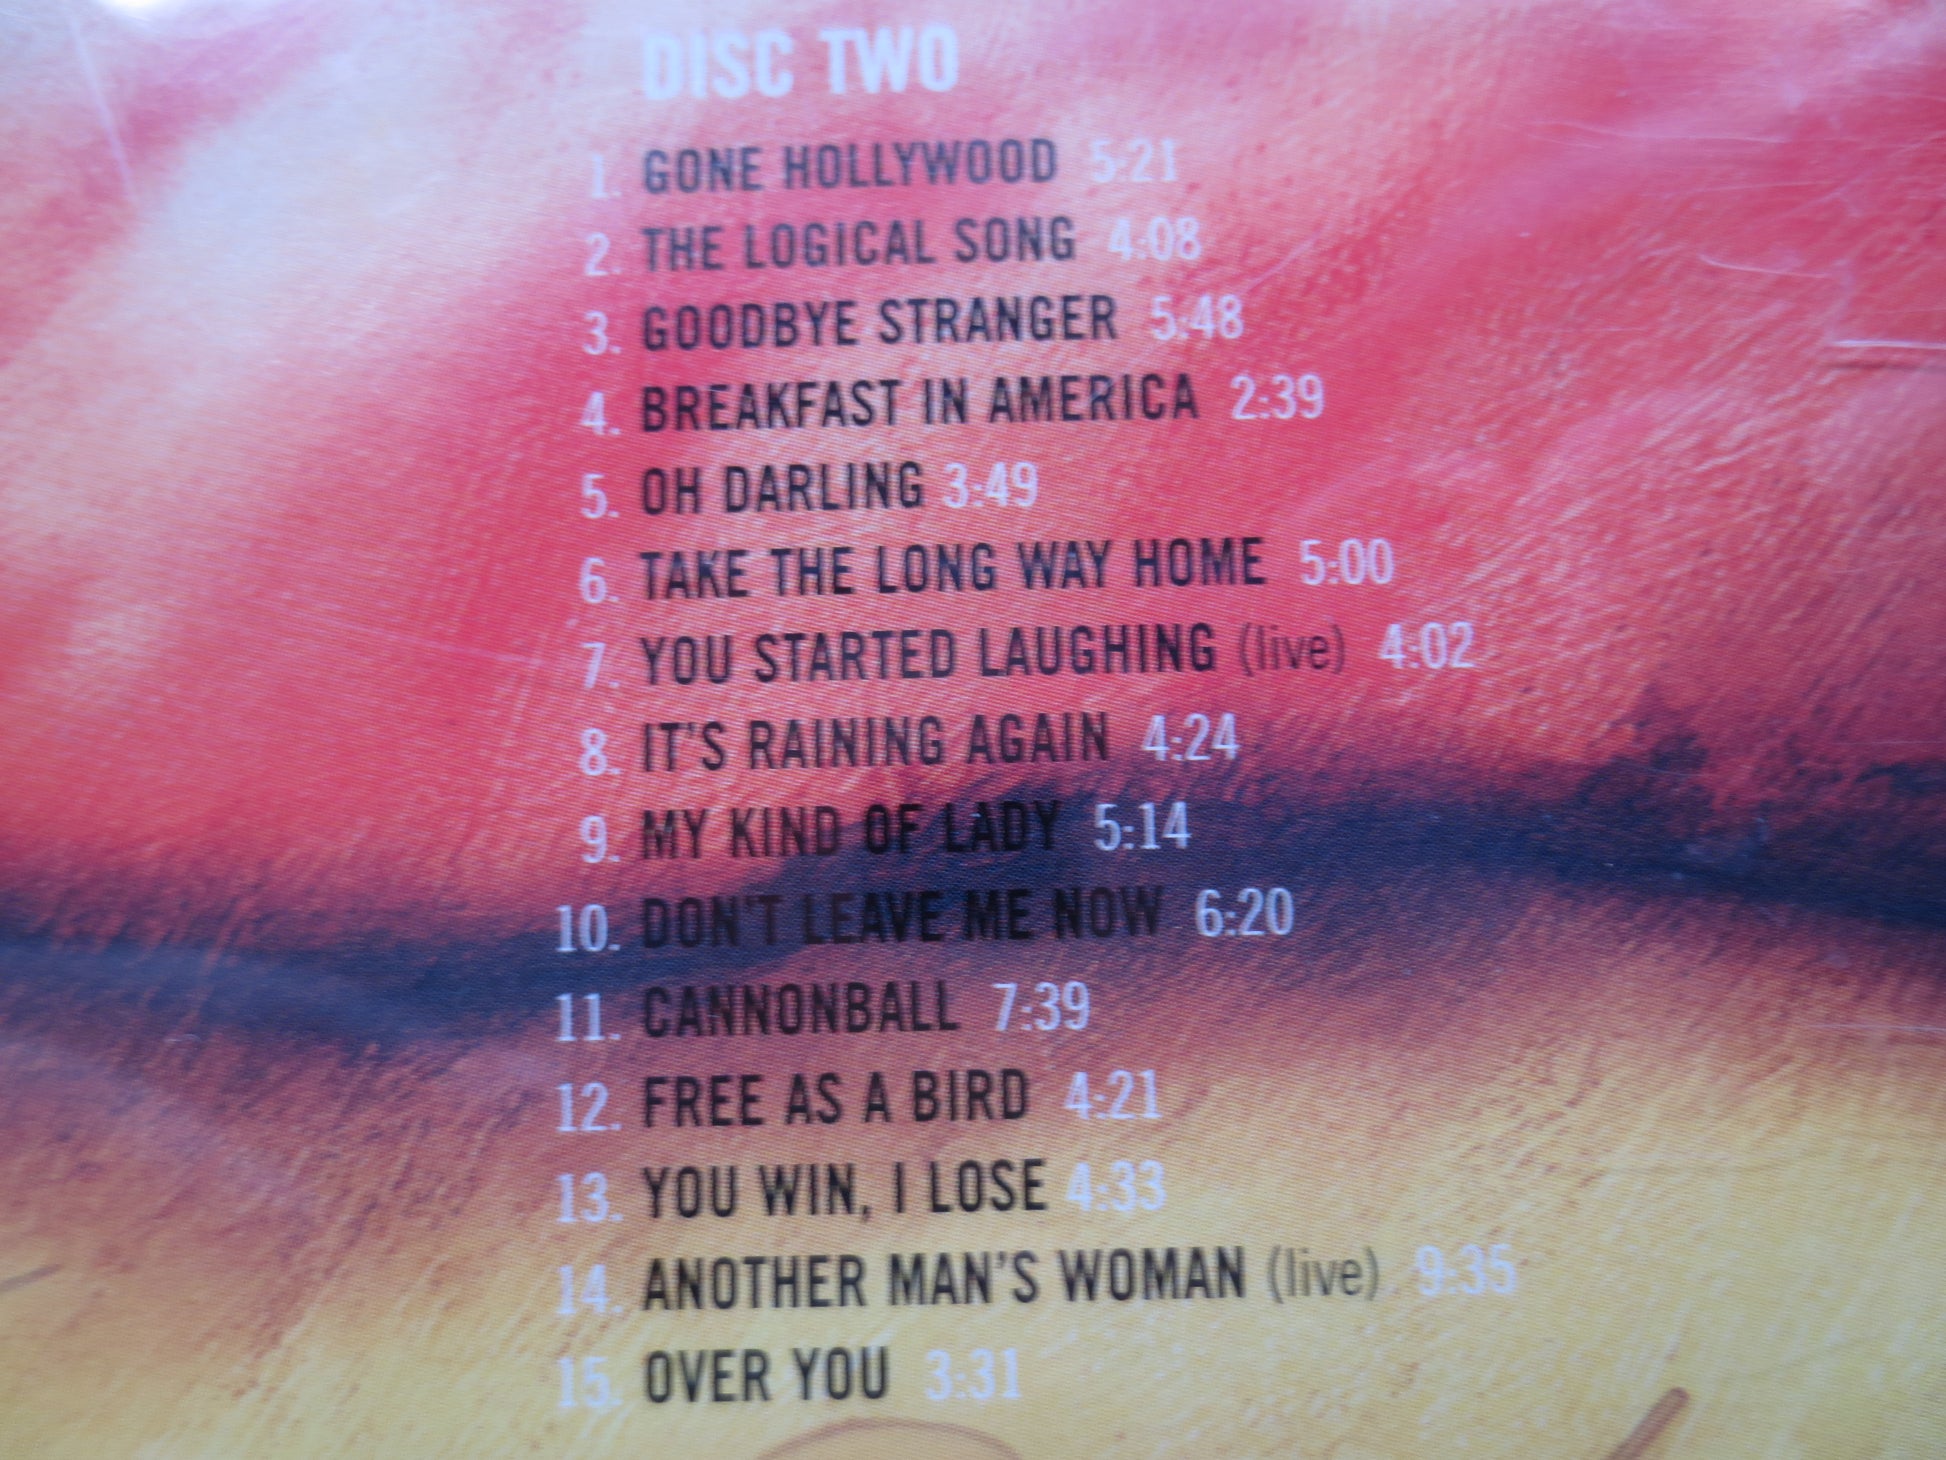 DISC TWO
1. GONE HOLLYWOOD 5:21
2. THE LOGICAL SONG 4:08
3. GOODBYE STRANGER 5:48
4. BREAKFAST IN AMERICA 2:39
5. OH DARLING 3:49
6. TAKE THE LONG WAY HOME 5:00
7. YOU STARTED LAUGHING (live) 4:02
8. IT'S RAINING AGAIN 4:24
9. MY KIND OF LADY 5:14
10. DON'T LEAVE ME NOW 6:20
11. CANNONBALL 7:39
12. FREE AS A BIRD 4:21
13. YOU WIN, I LOSE 4:33
14. ANOTHER MAN'S WOMAN (live) 9:35
15. OVER YOU 3:31